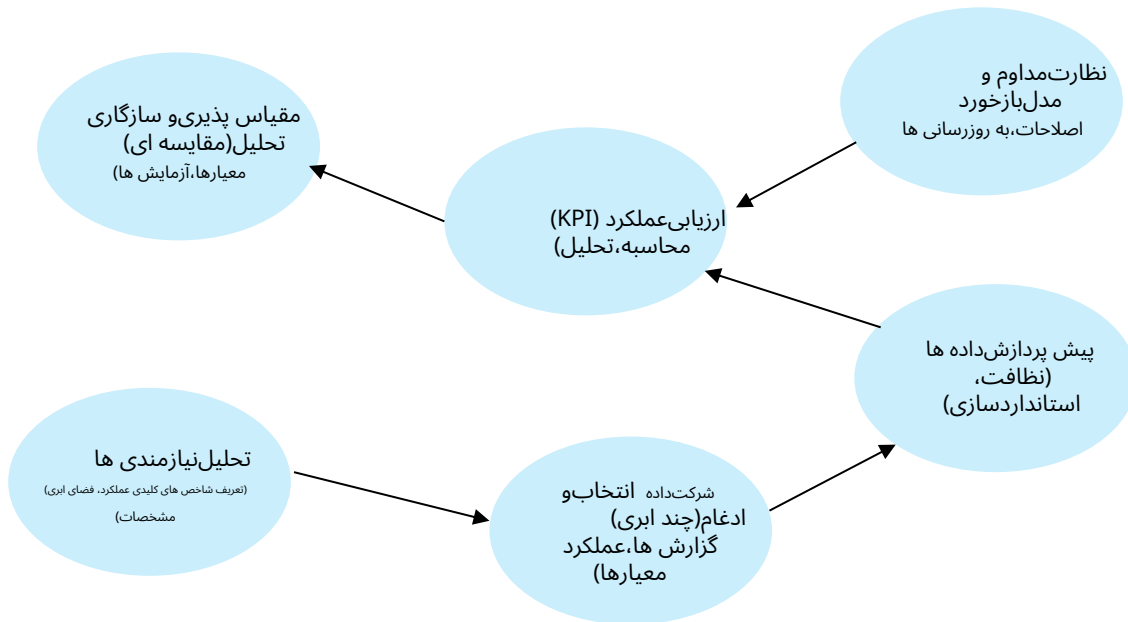 نظارت‌مداوم و
مدل‌بازخورد
اصلاحات،به روزرسانی ها
مقیاس پذیری‌و سازگاری
تحلیل(مقایسه ای)
معیارها،آزمایش ها)
ارزیابی‌عملکرد (KPI)
محاسبه،تحلیل)
پیش پردازش‌داده ها
(نظافت،
استانداردسازی)
تحلیل‌نیازمندی ها
(تعریف شاخص های کلیدی عملکرد، فضای ابری)
مشخصات)
شرکت‌داده انتخاب‌و
ادغام(چند ابری)
گزارش ها،عملکرد
معیارها)